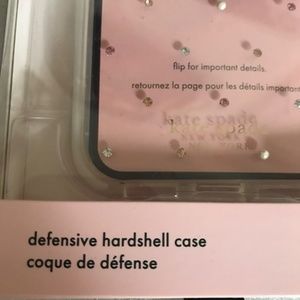 flip for important details.
retournez la page pour les détails important
kate spade
NEW YORK
defensive hardshell case
coque de défense